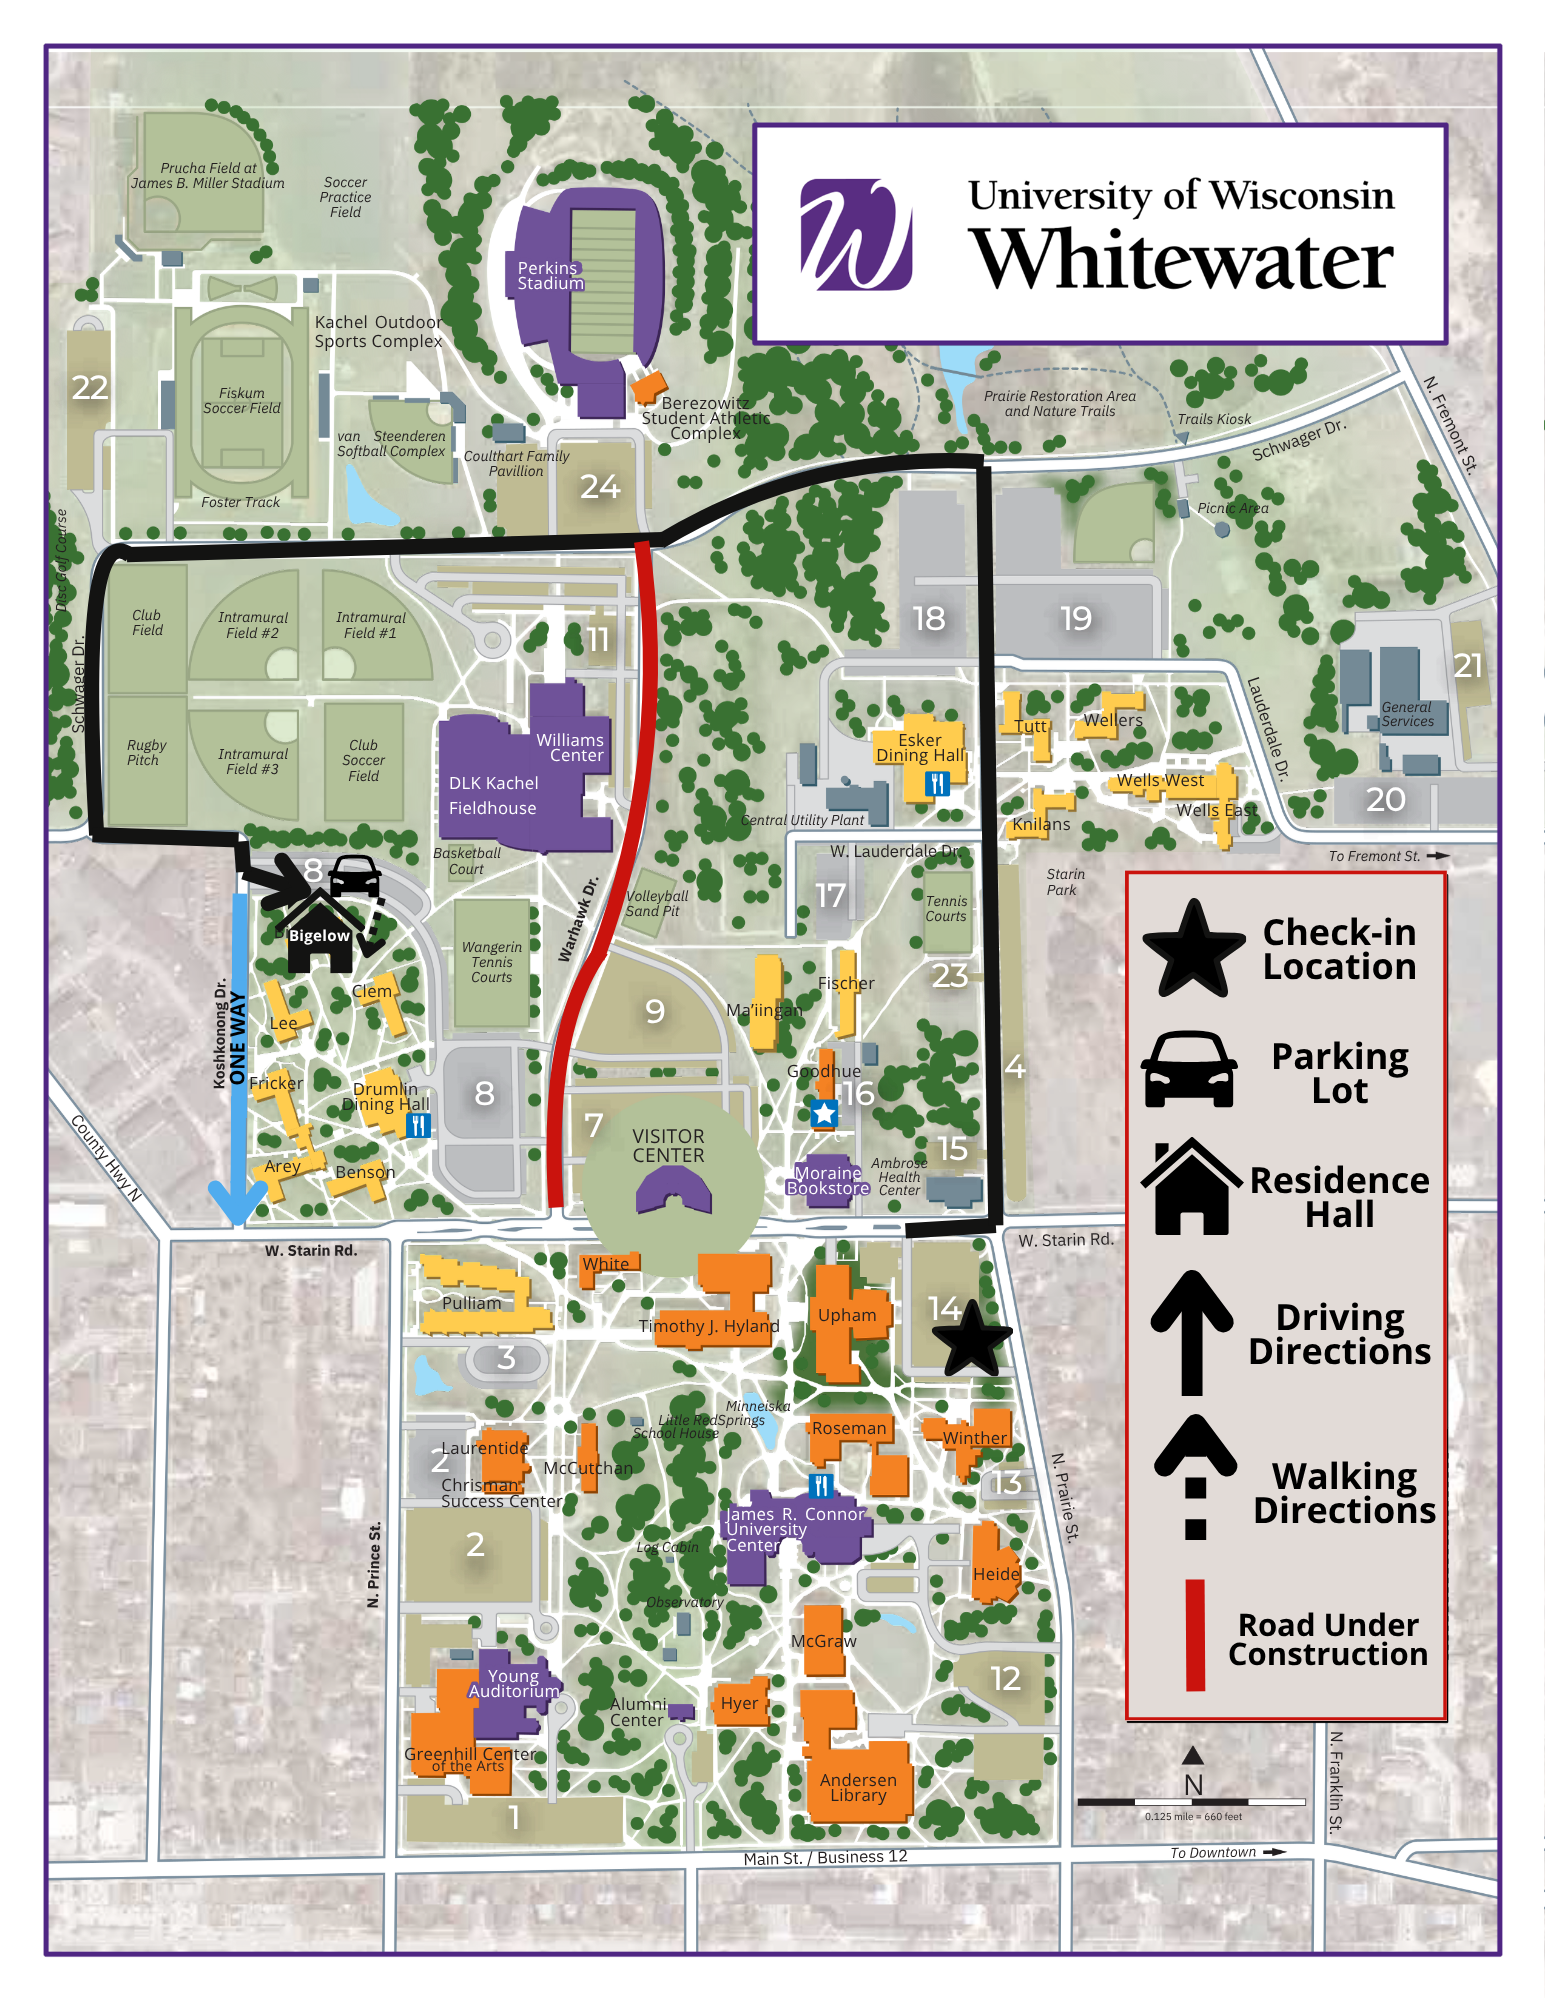 University of Wisconsin
Whitewater
Prucha Field at
James B. Miller Stadium
Soccer
Practice
Field
Perkins
Stadium
Kachel Outdoor
Sports Complex
22
Fiskum
Soccer Field
van Steenderen
Softball Complex
Foster Track
Coulthart Family
Pavillion
Berezowitz
Student Athletic
Complex
24
Prairie Restoration Area
and Nature Trails
Trails Kiosk
Schwager Dr.
N. Fremont St.
Picnic Area
Disc Golf Course
Schwager Dr.
Club
Field
Intramural
Field #2
Intramural
Field #1
11
18
19
21
General
Services
Lauderdale Dr.
Rugby
Pitch
Intramural
Field #3
Club
Soccer
Field
Williams
Center
DLK Kachel
Fieldhouse
Esker
Dining Hall
Tutt
Wellers
Wells West
Wells East
Knilans
20
Central Utility Plant
W. Lauderdale Dr.
To Fremont St.
Basketball
Court
8
Bigelow
Warhawk Dr.
Volleyball
Sand Pit
17
Tennis
Courts
Starin
Park
Wangerin
Tennis
Courts
23
Clem
Lee
Koshkonong Dr.
ONE WAY
9
Ma'iingan
Fischer
Goodhue
16
4
Fricker
Drumlin
Dining Hall
8
7
VISITOR
CENTER
15
Moraine
Bookstore
Ambrose
Health
Center
Arey
Benson
County Hwy N
W. Starin Rd.
W. Starin Rd.
White
Pulliam
Timothy J. Hyland
Upham
14
3
Minneiska
Springs
Little Red
School House
Roseman
Winther
Laurentide
2
McCutchan
Chrisman
Success Center
13
N. Prairie St.
James R. Connor
University
Center
2
Log Cabin
Heide
N. Prince St.
Observatory
McGraw
12
Young
Auditorium
Alumni
Center
Hyer
Greenhill Center
of the Arts
Andersen
Library
1
Main St. / Business 12
To Downtown
N. Franklin St.
N
0.125 mile = 660 feet
Check-in
Location
Parking
Lot
Residence
Hall
Driving
Directions
Walking
Directions
Road Under
Construction